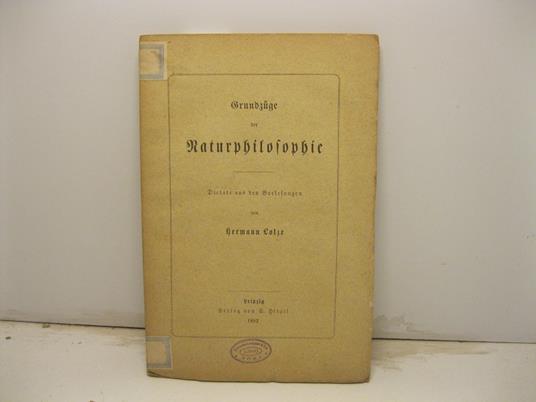 Grundzüge
der
Naturphilosophie
Dictate aus den Vorlesungen
von
Hermann Lotze
Leipzig
Verlag von S. Hirzel
1882